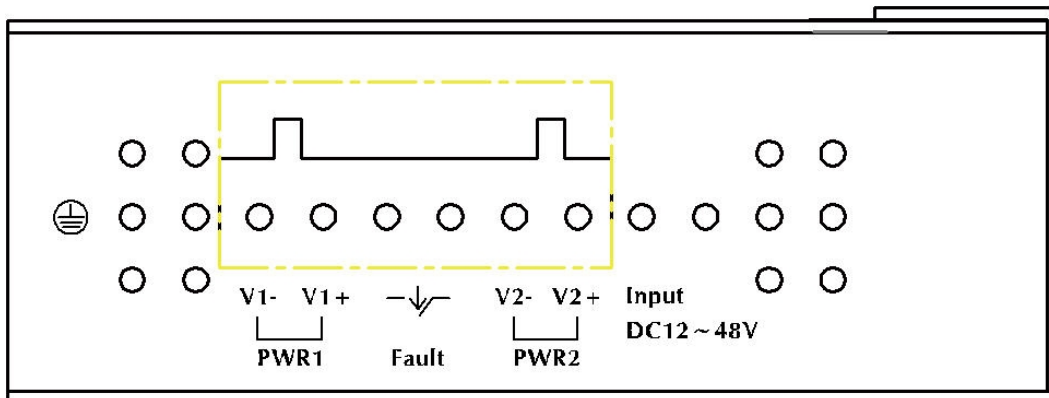 V1- V1+ V2- V2+ Input
DC12~48V
PWR1 Fault PWR2